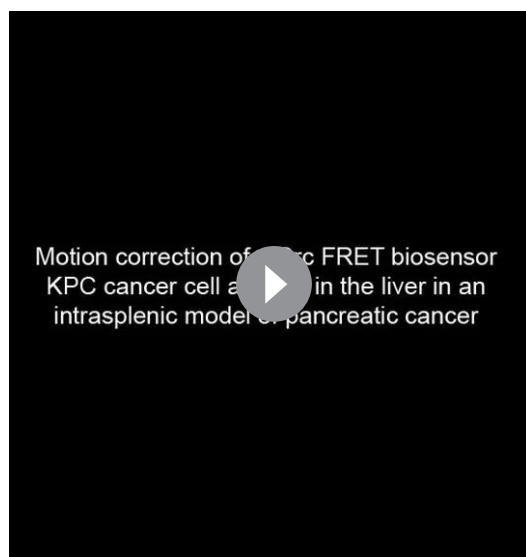 Motion correction of FRET biosensor
KPC cancer cell in the liver in an
intrasplenic model pancreatic cancer